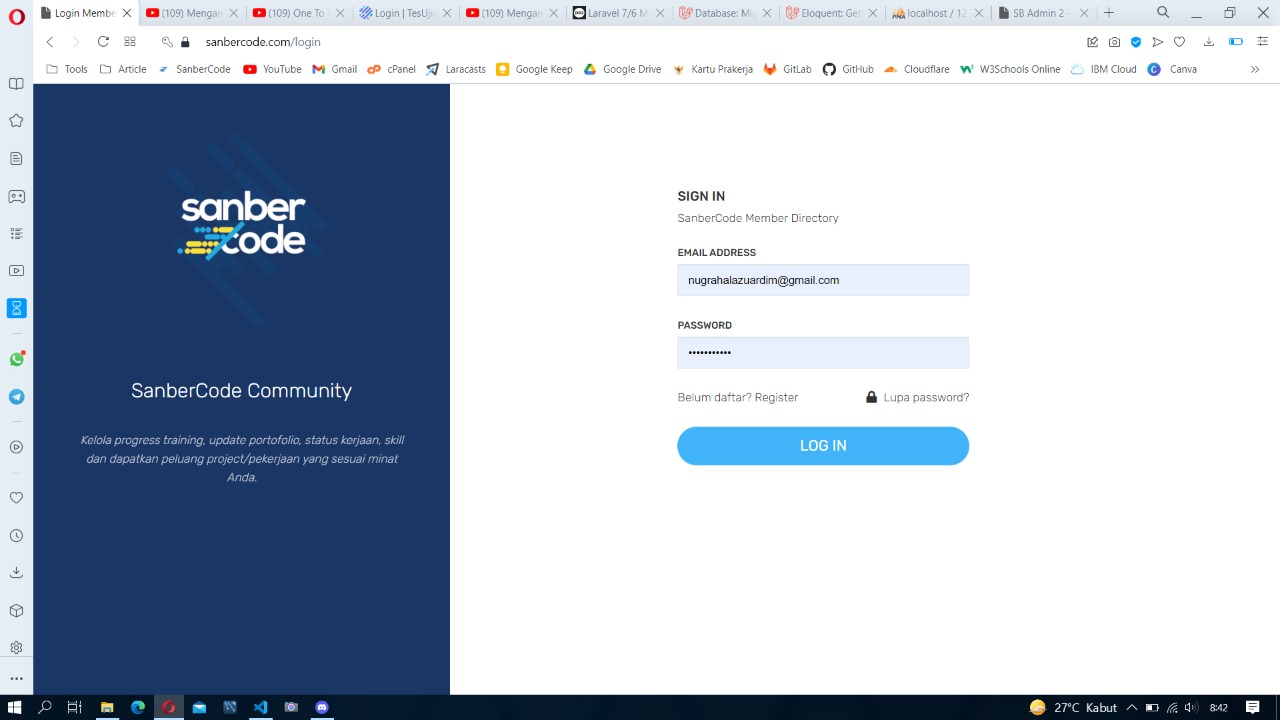 Login Membe
(109) Mengan
(109) One To
Login | TesUjia
(109) Mengan
Laravel 7/6 M
Database: Mig
Eloquent: Get
localhost / 12
SB Admin 2 -
sanbercode.com/login
Tools
Article
SanberCode
YouTube
Gmail
cPanel
Laracasts
Google Keep
Google Drive
Kartu Prakerja
GitLab
GitHub
Cloudflare
W3Schools Online
IBM Cloud
Canva
sanber
code
SanberCode Community
Kelola progress training, update portofolio, status kerjaan, skill
dan dapatkan peluang project/pekerjaan yang sesuai minat
Anda.
SIGN IN
SanberCode Member Directory
EMAIL ADDRESS
nugrahalazuardim@gmail.com
PASSWORD
•••••••••••
Belum daftar? Register
Lupa password?
LOG IN
27°C Kabut
8:42